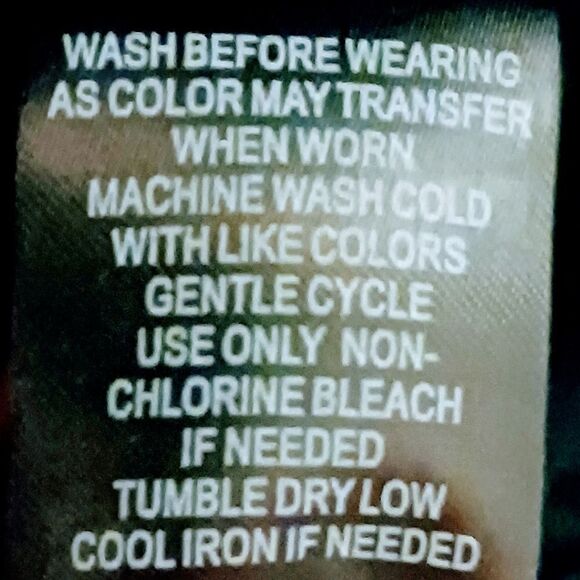 WASH BEFORE WEARING
AS COLOR MAY TRANSFER
WHEN WORN
MACHINE WASH COLD
WITH LIKE COLORS
GENTLE CYCLE
USE ONLY NON-
CHLORINE BLEACH
IF NEEDED
TUMBLE DRY LOW
COOL IRON IF NEEDED